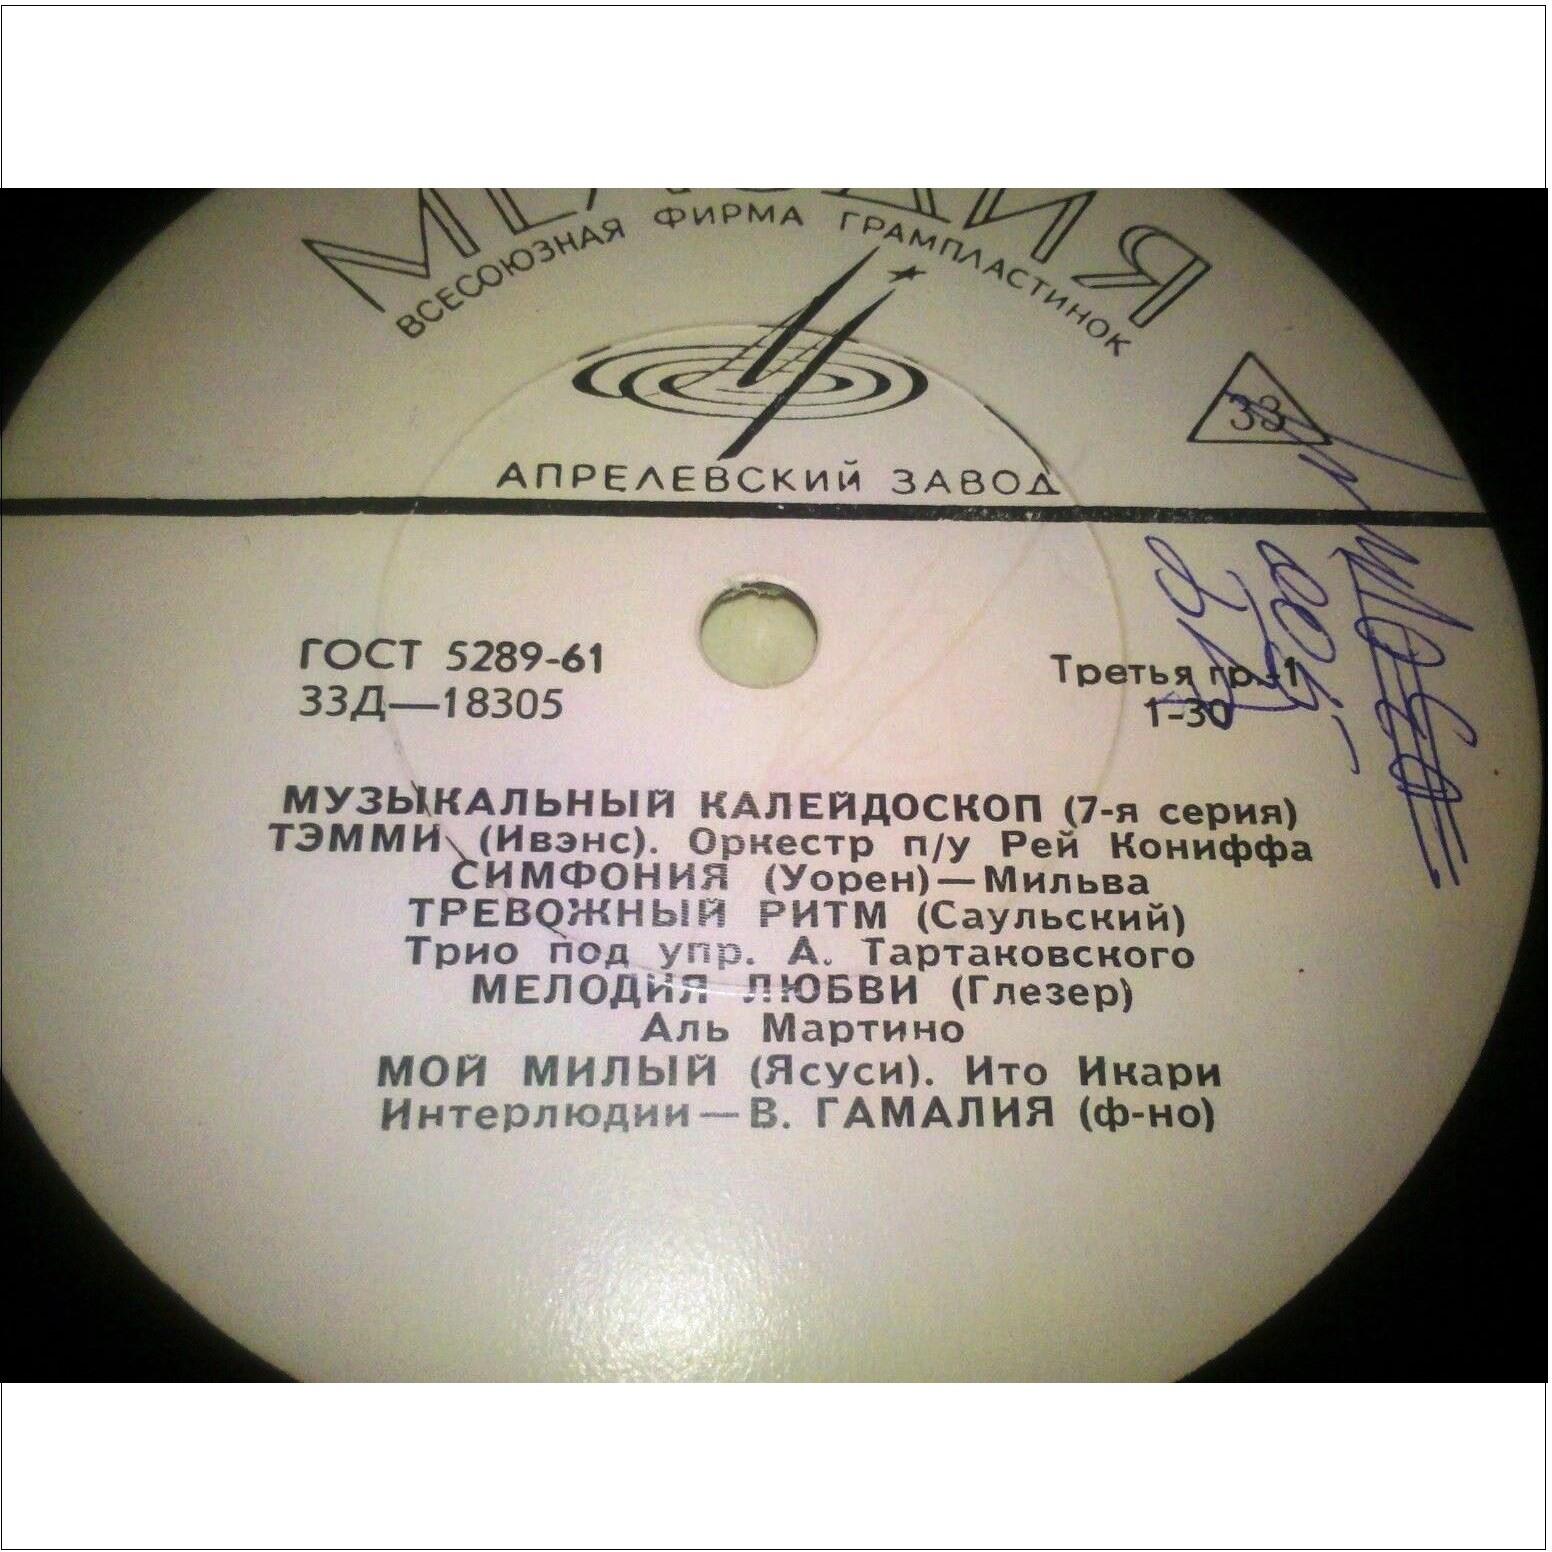 МЕЛОДИЯ
ВСЕСОЮЗНАЯ ФИРМА ГРАМПЛАСТИНОК
33
АПРЕЛЕВСКИЙ ЗАВОД
ГОСТ 5289-61
33Д—18305
Третья гр.-1
1-30
МУЗЫКАЛЬНЫЙ КАЛЕЙДОСКОП (7-я серия)
ТЭММИ (Ивэнс). Оркестр п/у Рей Кониффа
СИМФОНИЯ (Уорен)—Мильва
ТРЕВОЖНЫЙ РИТМ (Саульский)
Трио под упр. А. Тартаковского
МЕЛОДИЯ ЛЮБВИ (Глезер)
Аль Мартино
МОЙ МИЛЫЙ (Ясуси). Ито Икари
Интерлюдии—В. ГАМАЛИЯ (ф-но)